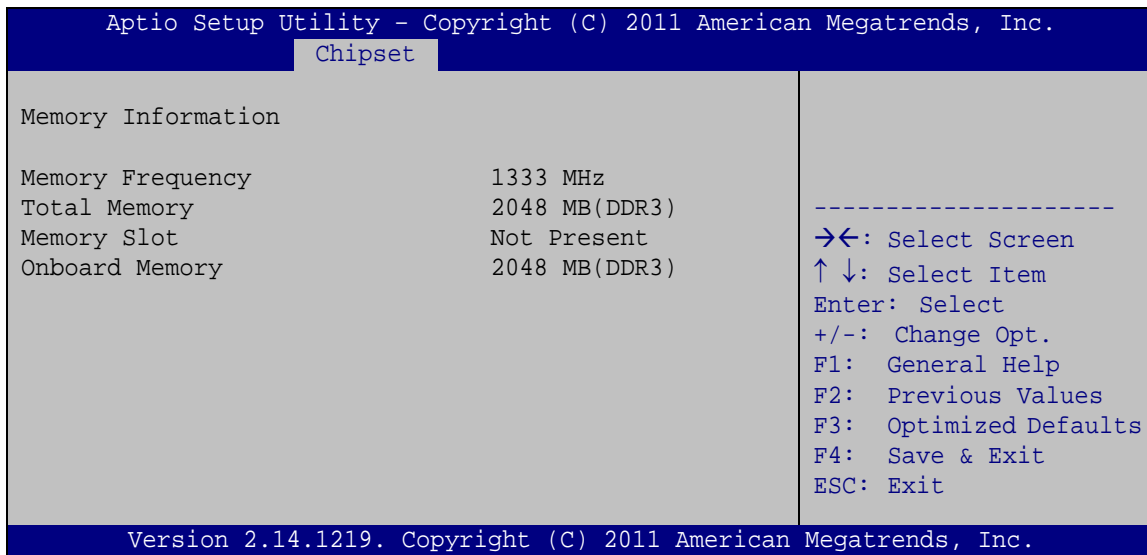 Aptio Setup Utility – Copyright (C) 2011 American Megatrends, Inc.
Chipset
Memory Information
Memory Frequency 1333 MHz
Total Memory 2048 MB(DDR3)
Memory Slot Not Present
Onboard Memory 2048 MB(DDR3)
---------------------
→←: Select Screen
↑ ↓: Select Item
Enter: Select
+/-: Change Opt.
F1: General Help
F2: Previous Values
F3: Optimized Defaults
F4: Save & Exit
ESC: Exit
Version 2.14.1219. Copyright (C) 2011 American Megatrends, Inc.